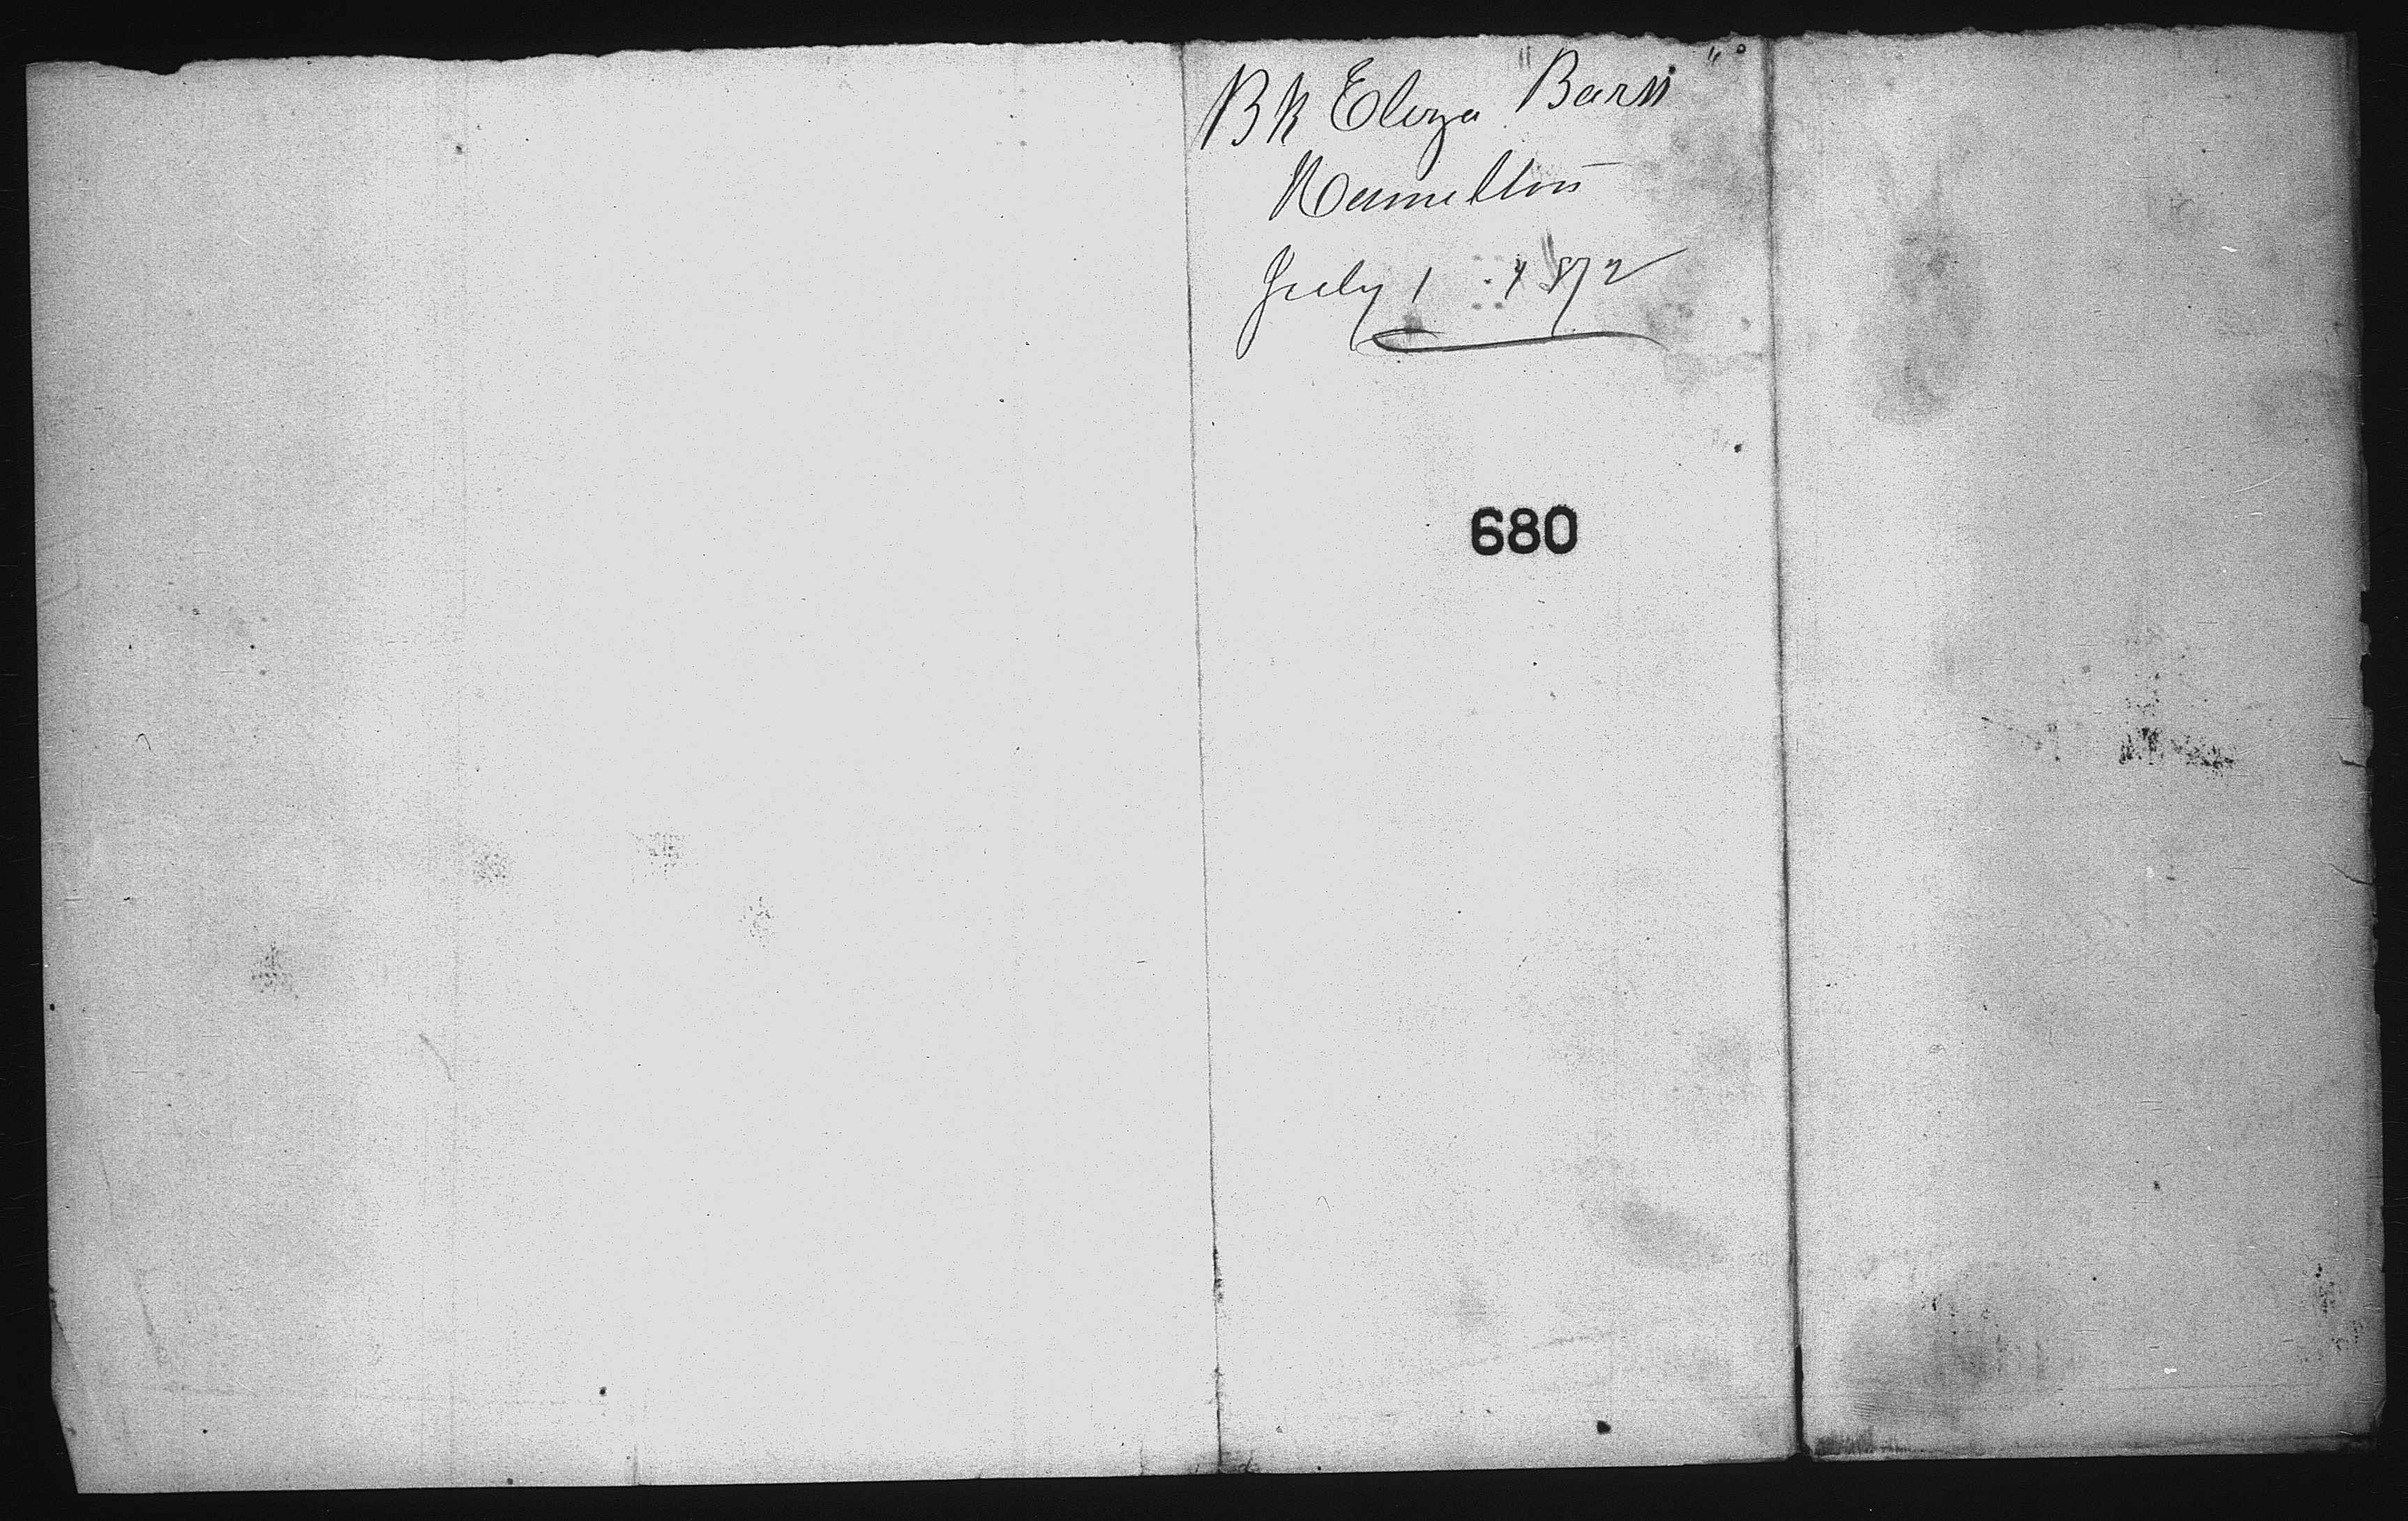 Bk Eliza "Barss"
Hamilton
July 1 1872
680